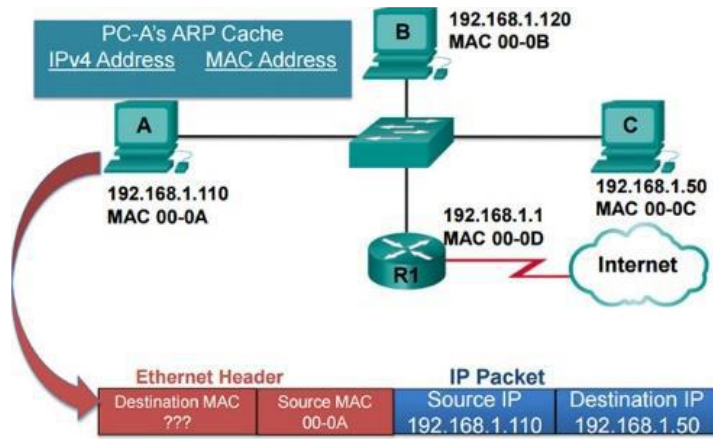 PC-A's ARP Cache
IPv4 Address MAC Address
B
192.168.1.120
MAC 00-0B
A
C
192.168.1.110
MAC 00-0A
192.168.1.50
MAC 00-0C
192.168.1.1
MAC 00-0D
R1
Internet
Ethernet Header
IP Packet
Destination MAC
???
Source MAC
00-0A
Source IP
192.168.1.110
Destination IP
192.168.1.50